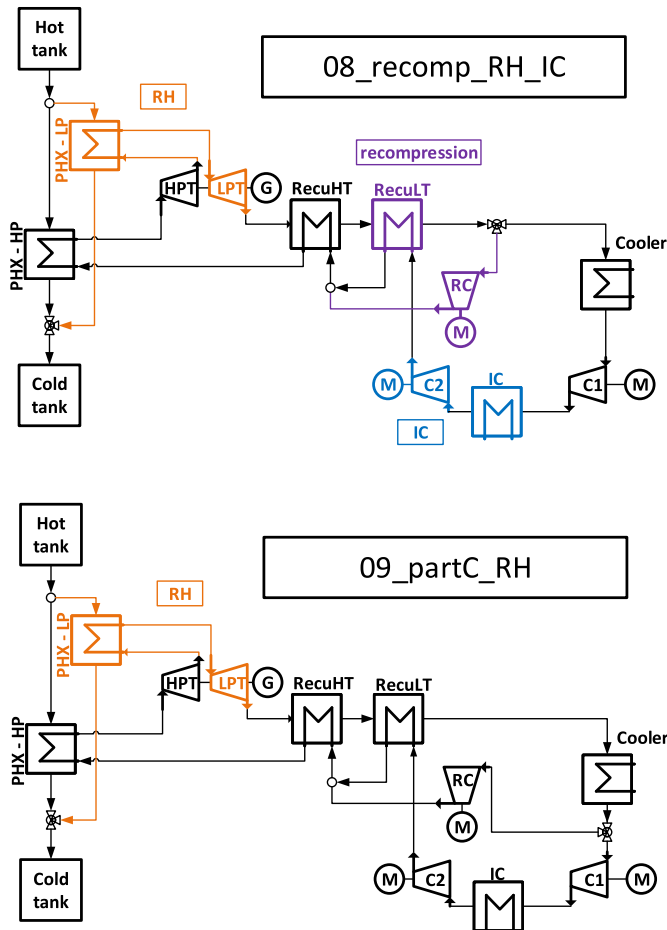 Hot
tank
08_recomp_RH_IC
RH
PHX - LP
recompression
HPT
LPT
G
RecuHT
RecuLT
Cooler
PHX - HP
RC
M
Cold
tank
M
C2
IC
C1
M
IC
Hot
tank
09_partC_RH
RH
PHX - LP
HPT
LPT
G
RecuHT
RecuLT
Cooler
PHX - HP
RC
M
Cold
tank
M
C2
IC
C1
M